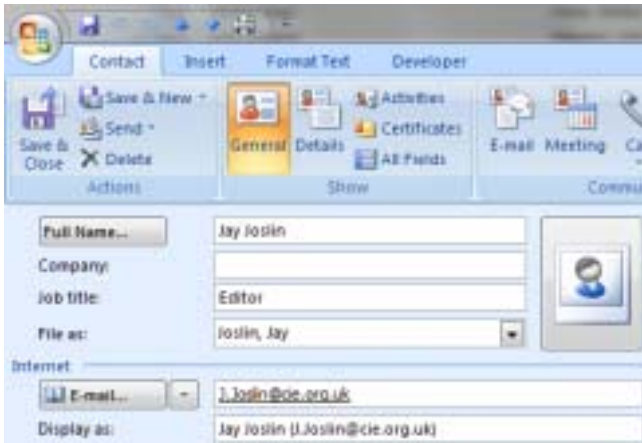 Contact Insert Format Text Developer
Save & Close
Save & New
Send
Delete
Actions
General
Details
Activities
Certificates
All Fields
Show
E-mail
Meeting
Full Name...
Jay Joslin
Company:
Job title:
Editor
File as:
Joslin, Jay
Internet
E-mail...
J.Joslin@cie.org.uk
Display as:
Jay Joslin (J.Joslin@cie.org.uk)